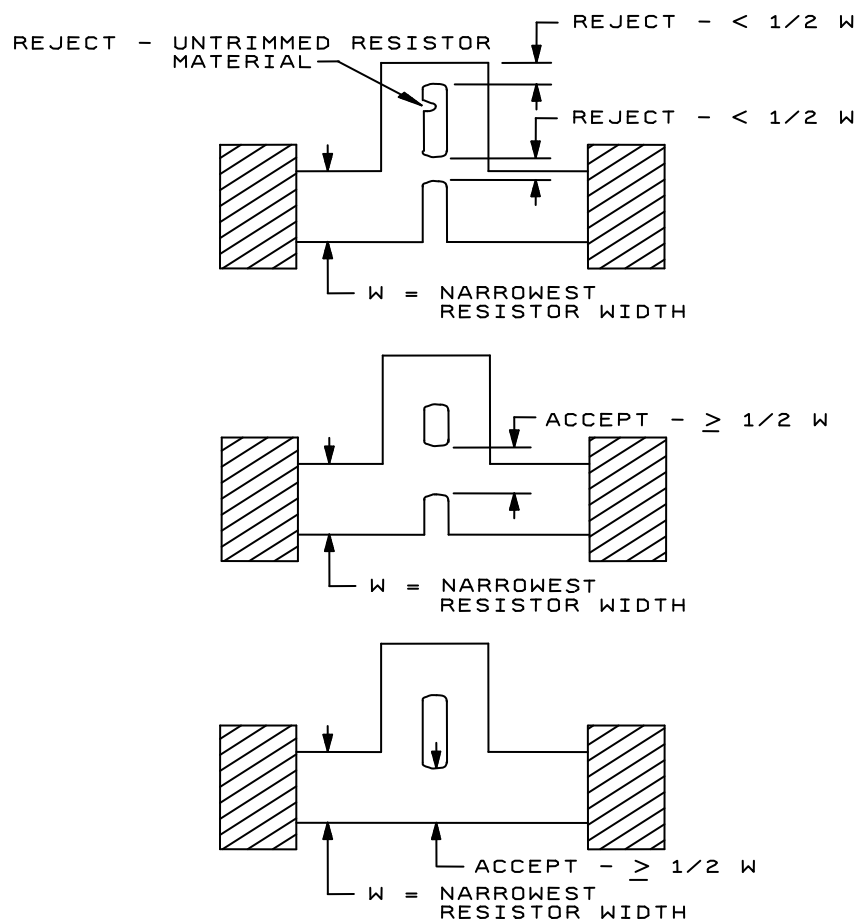 REJECT - < 1/2 W
REJECT - UNTRIMMED RESISTOR
MATERIAL
REJECT - < 1/2 W
W = NARROWEST
RESISTOR WIDTH
ACCEPT - ≥ 1/2 W
W = NARROWEST
RESISTOR WIDTH
ACCEPT - ≥ 1/2 W
W = NARROWEST
RESISTOR WIDTH